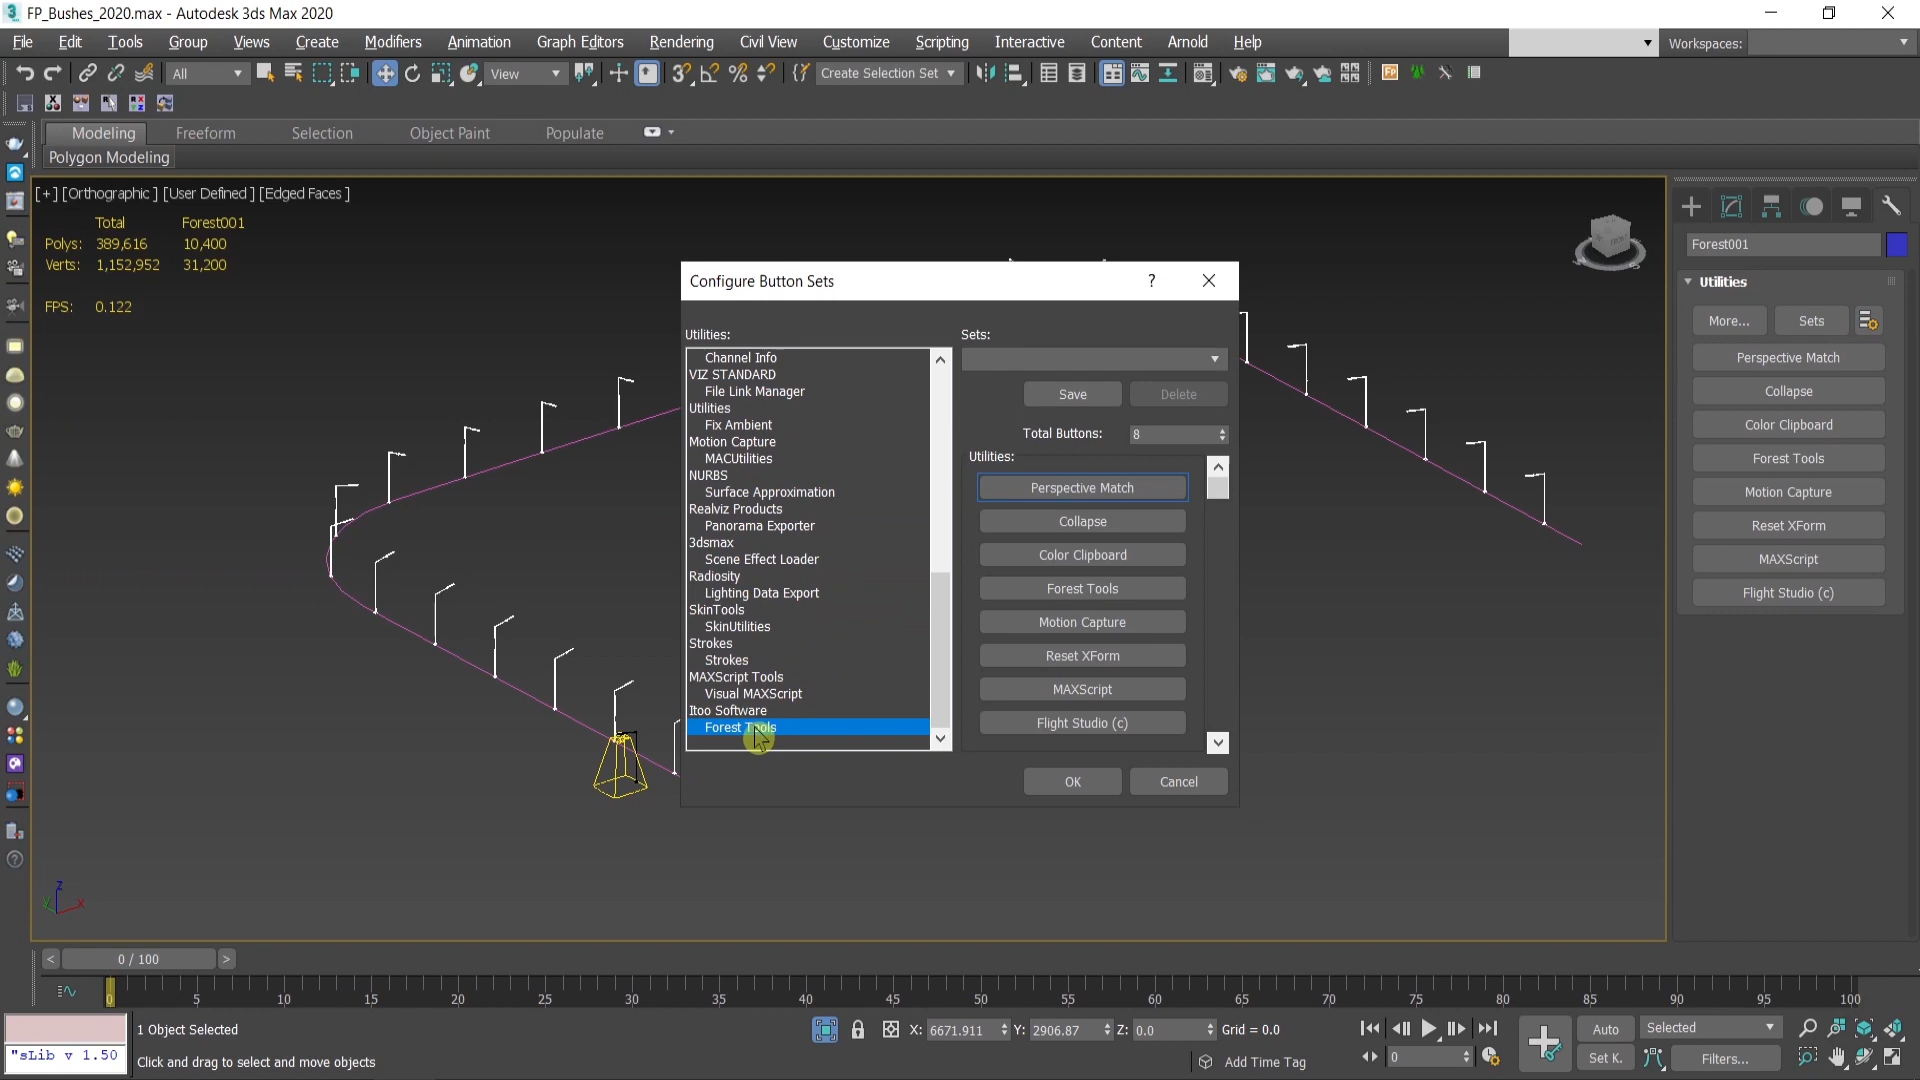 FP_Bushes_2020.max - Autodesk 3ds Max 2020
File Edit Tools Group Views Create Modifiers Animation Graph Editors Rendering Civil View Customize Scripting Interactive Content Arnold Help Workspaces:
All View Create Selection Set
Modeling Freeform Selection Object Paint Populate
Polygon Modeling
[+] [Orthographic] [User Defined] [Edged Faces]
Total Forest001
Polys: 389,616 10,400
Verts: 1,152,952 31,200
FPS: 0.122
Configure Button Sets
Utilities:
Channel Info
VIZ STANDARD
File Link Manager
Utilities
Fix Ambient
Motion Capture
MACUtilities
NURBS
Surface Approximation
Realviz Products
Panorama Exporter
3dsmax
Scene Effect Loader
Radiosity
Lighting Data Export
SkinTools
SkinUtilities
Strokes
Strokes
MAXScript Tools
Visual MAXScript
Itoo Software
Forest Tools
Sets:
Save Delete
Total Buttons: 8
Utilities:
Perspective Match
Collapse
Color Clipboard
Forest Tools
Motion Capture
Reset XForm
MAXScript
Flight Studio (c)
OK Cancel
Forest001
Utilities
More... Sets
Perspective Match
Collapse
Color Clipboard
Forest Tools
Motion Capture
Reset XForm
MAXScript
Flight Studio (c)
z
y x
< 0 / 100 >
0 5 10 15 20 25 30 35 40 45 50 55 60 65 70 75 80 85 90 95 100
1 Object Selected
X: 6671.911 Y: 2906.87 Z: 0.0 Grid = 0.0
Auto Selected
"sLib v 1.50
Click and drag to select and move objects
Add Time Tag
0
Set K. Filters...